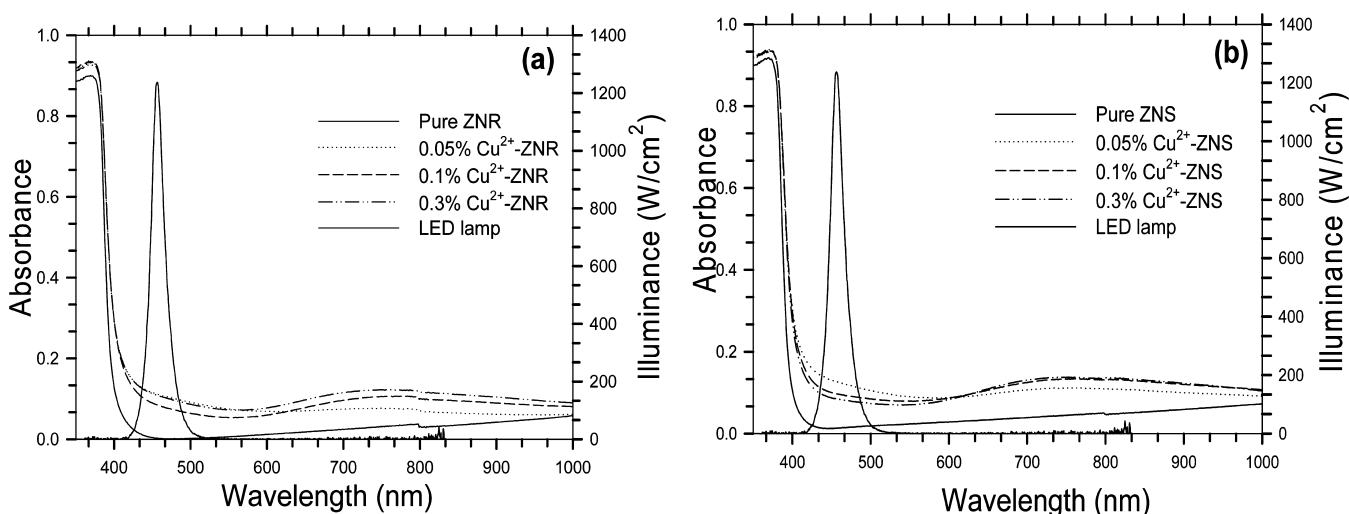 (a)
1.0
0.8
0.6
0.4
0.2
0.0
Absorbance
1400
1200
1000
800
600
400
200
0
Illuminance (W/cm²)
Pure ZNR
0.05% Cu²⁺-ZNR
0.1% Cu²⁺-ZNR
0.3% Cu²⁺-ZNR
LED lamp
400 500 600 700 800 900 1000
Wavelength (nm)
(b)
1.0
0.8
0.6
0.4
0.2
0.0
Absorbance
1400
1200
1000
800
600
400
200
0
Illuminance (W/cm²)
Pure ZNS
0.05% Cu²⁺-ZNS
0.1% Cu²⁺-ZNS
0.3% Cu²⁺-ZNS
LED lamp
400 500 600 700 800 900 1000
Wavelength (nm)